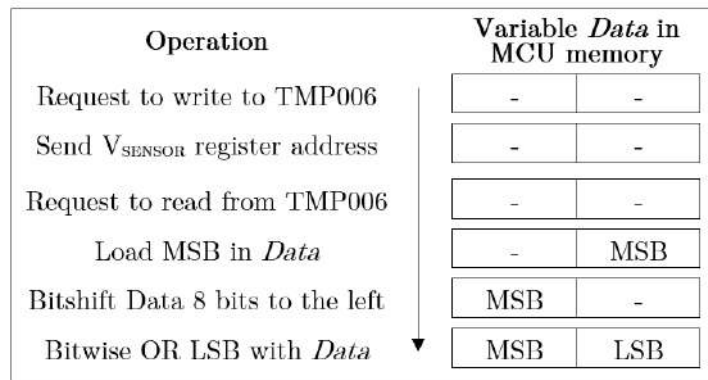 Operation
Variable Data in
MCU memory
Request to write to TMP006 - -
Send VSENSOR register address - -
Request to read from TMP006 - -
Load MSB in Data - MSB
Bitshift Data 8 bits to the left MSB -
Bitwise OR LSB with Data MSB LSB